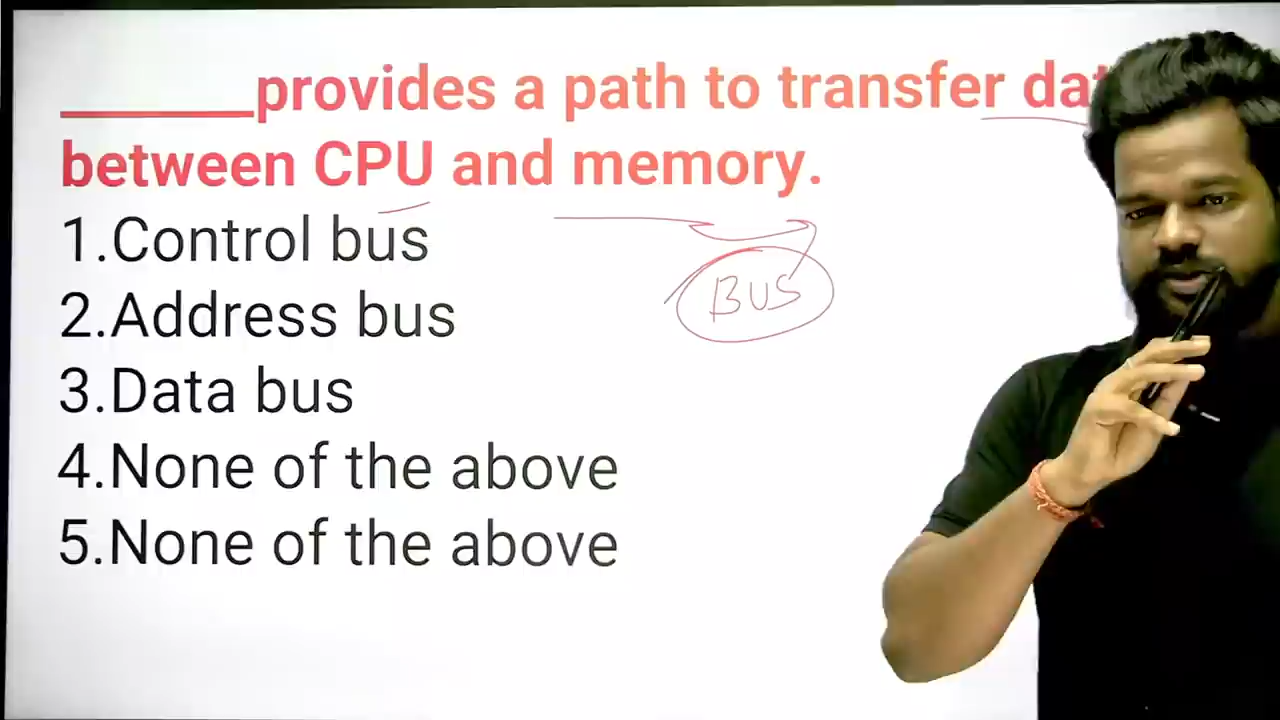 ______provides a path to transfer
between CPU and memory.
1.Control bus
BUS
2.Address bus
3.Data bus
4.None of the above
5.None of the above